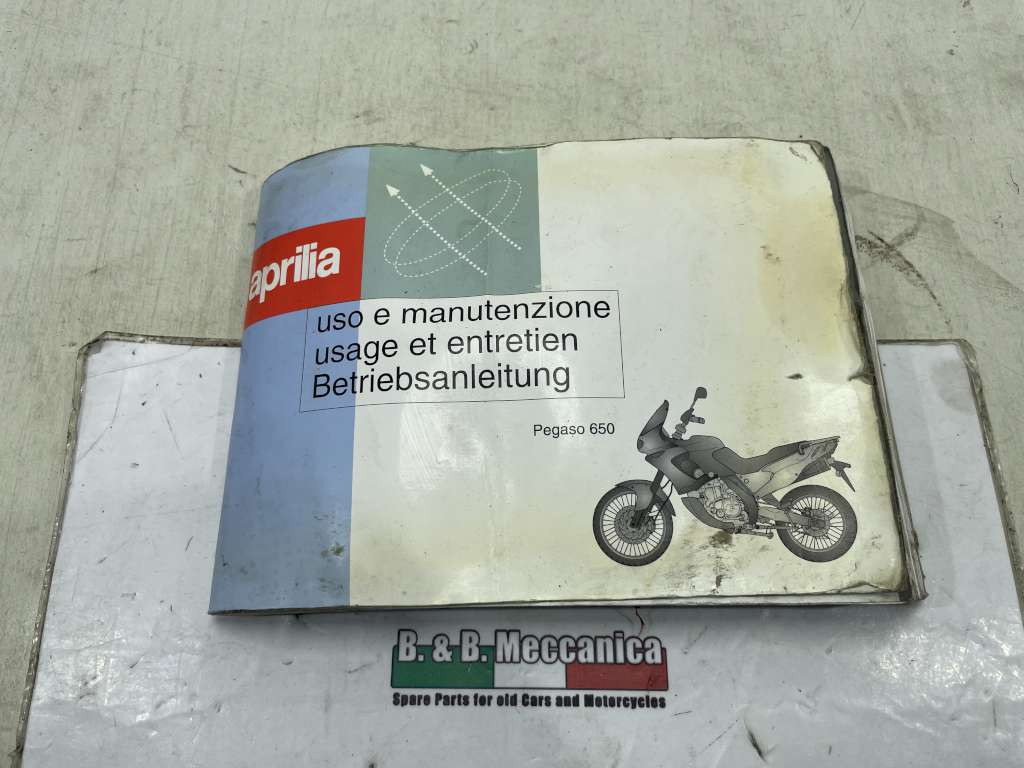 aprilia
uso e manutenzione
usage et entretien
Betriebsanleitung
Pegaso 650
B. & B. Meccanica
Spare Parts for old Cars and Motorcycles